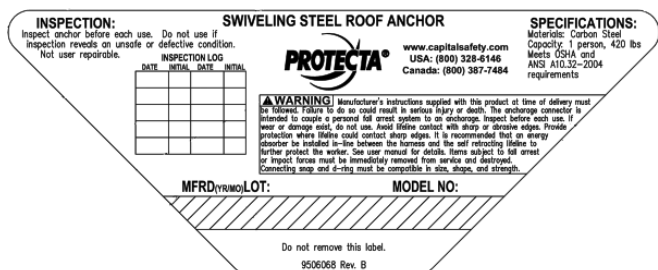 INSPECTION:
Inspect anchor before each use. Do not use if
inspection reveals an unsafe or defective condition.
Not user repairable.
INSPECTION LOG
DATE INITIAL DATE INITIAL
SWIVELING STEEL ROOF ANCHOR
PROTECTA®
www.capitalsafety.com
USA: (800) 328-6146
Canada: (800) 387-7484
SPECIFICATIONS:
Materials: Carbon Steel
Capacity: 1 person, 420 lbs
Meets OSHA and
ANSI A10.32-2004
requirements
WARNING Manufacturer's instructions supplied with this product at time of delivery must
be followed. Failure to do so could result in serious injury or death. The anchorage connector is
intended to couple a personal fall arrest system to an anchorage. Inspect before each use. If
wear or damage exist, do not use. Avoid lifeline contact with sharp or abrasive edges. Provide
protection where lifeline could contact sharp edges. It is recommended that an energy
absorber be installed in-line between the harness and the self retracting lifeline to
further protect the worker. See user manual for details. Items subject to fall arrest
or impact forces must be immediately removed from service and destroyed.
Connecting snap and d-ring must be compatible in size, shape, and strength.
MFRD(YR/MO)LOT: MODEL NO:
Do not remove this label.
9506068 Rev. B